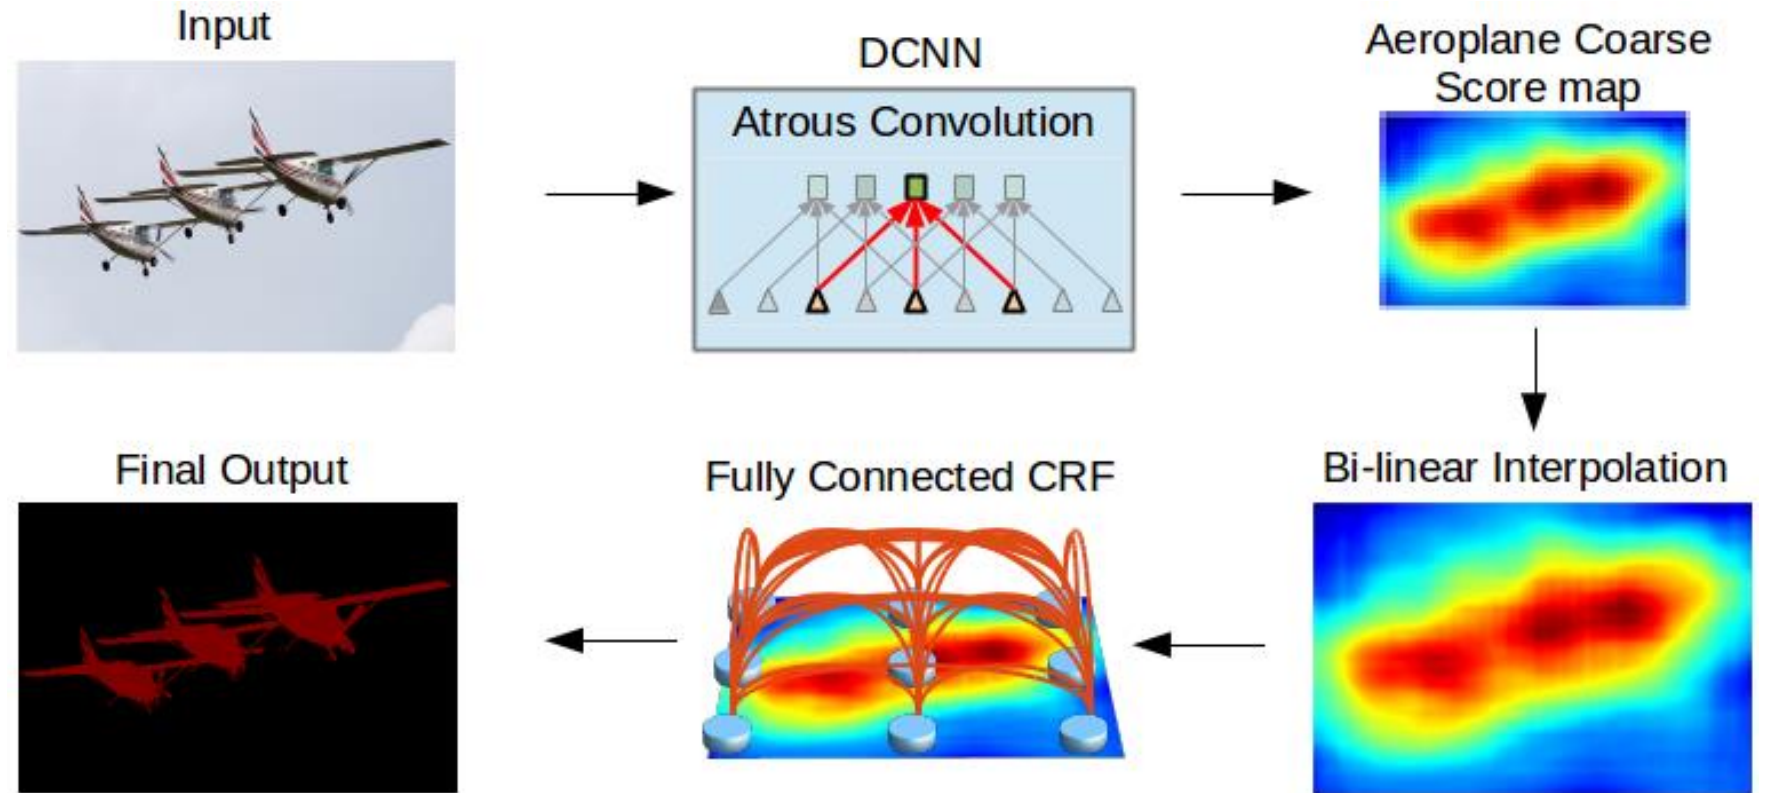 Input
DCNN
Atrous Convolution
Aeroplane Coarse
Score map
Bi-linear Interpolation
Fully Connected CRF
Final Output